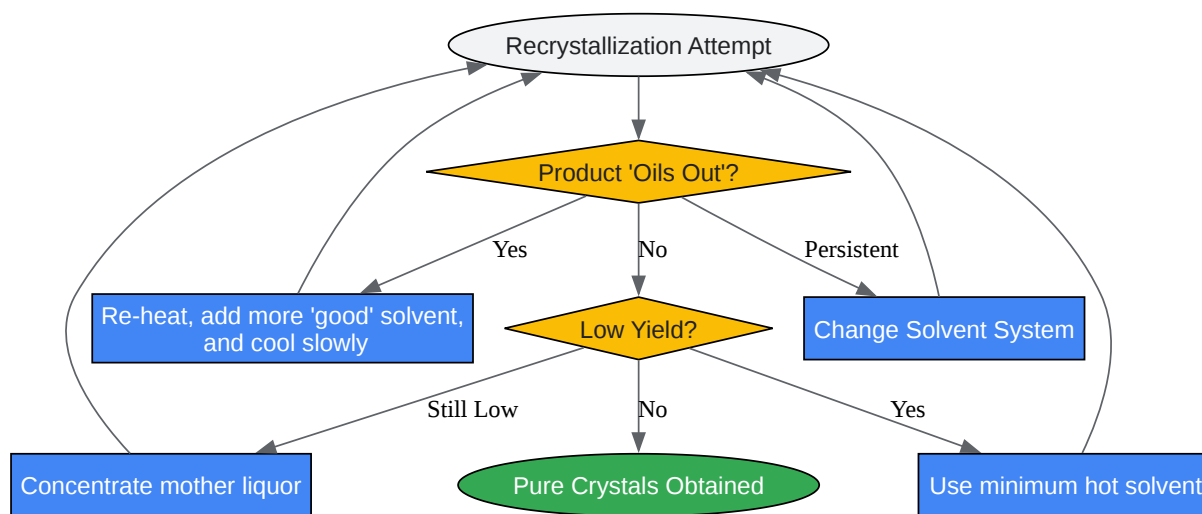 Recrystallization Attempt
Product 'Oils Out'?
Yes
No
Persistent
Re-heat, add more 'good' solvent,
and cool slowly
Low Yield?
Change Solvent System
Still Low
No
Yes
Concentrate mother liquor
Pure Crystals Obtained
Use minimum hot solvent